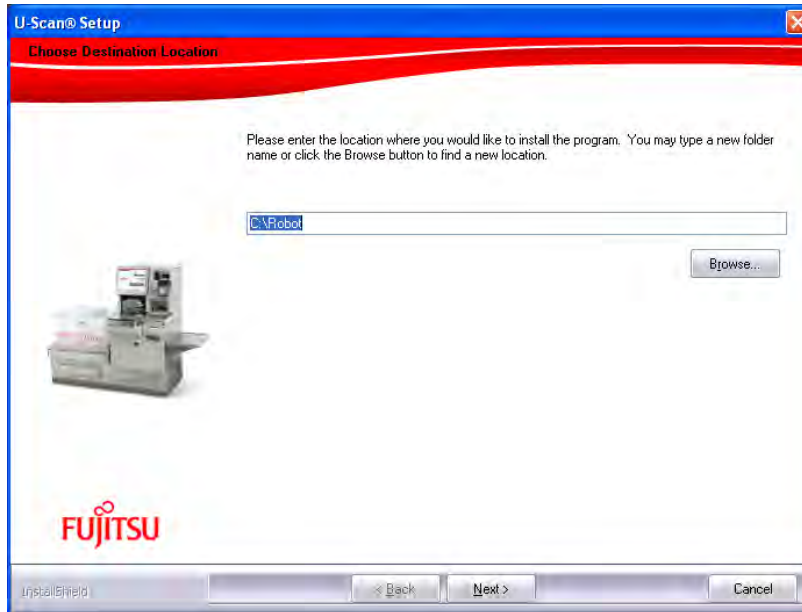 U-Scan® Setup
Choose Destination Location
Please enter the location where you would like to install the program.  You may type a new folder
name or click the Browse button to find a new location.
C:\Robot
Browse...
FUJITSU
InstallShield
< Back
Next >
Cancel